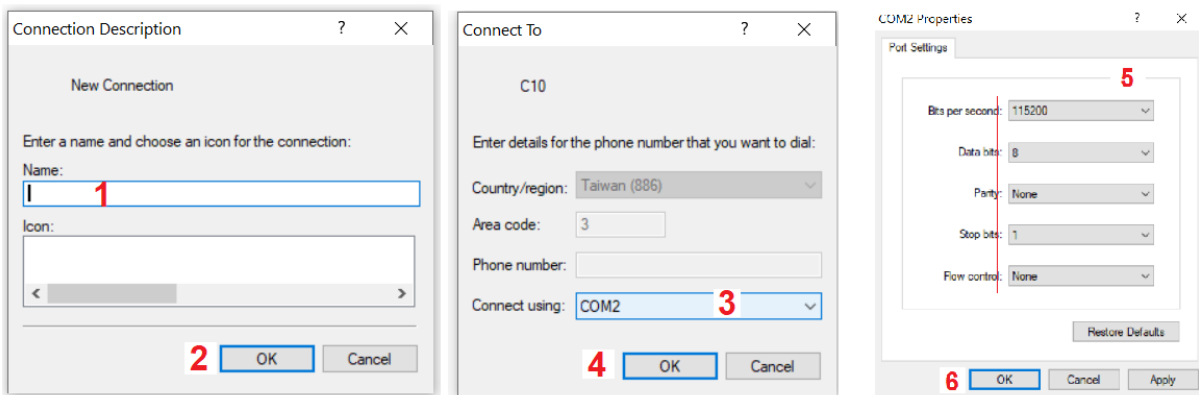 Connection Description ? ×
New Connection
Enter a name and choose an icon for the connection:
Name:
1
Icon:
2 OK Cancel
Connect To ? ×
C10
Enter details for the phone number that you want to dial:
Country/region: Taiwan (886)
Area code: 3
Phone number:
Connect using: COM2 3
4 OK Cancel
COM2 Properties ? ×
Port Settings
5
Bits per second: 115200
Data bits: 8
Parity: None
Stop bits: 1
Flow control: None
Restore Defaults
6 OK Cancel Apply